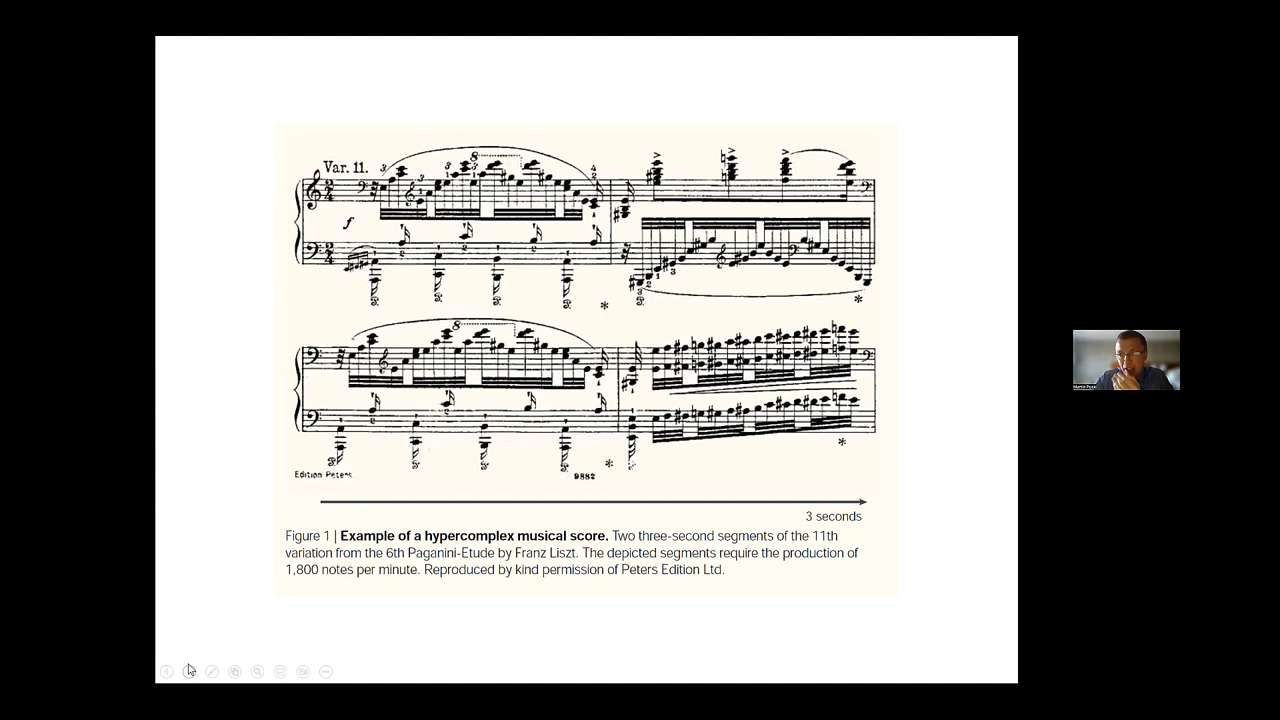 Var. 11.
Edition Peters.
9882
3 seconds
Figure 1 | Example of a hypercomplex musical score. Two three-second segments of the 11th
variation from the 6th Paganini-Etude by Franz Liszt. The depicted segments require the production of
1,800 notes per minute. Reproduced by kind permission of Peters Edition Ltd.